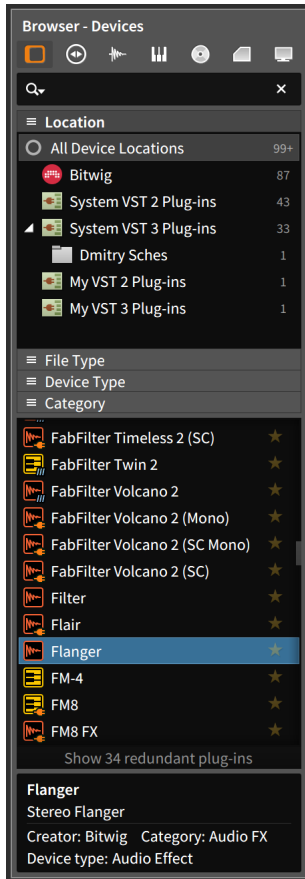 Browser - Devices
Location
All Device Locations 99+
Bitwig 87
System VST 2 Plug-ins 43
System VST 3 Plug-ins 33
Dmitry Sches 1
My VST 2 Plug-ins 1
My VST 3 Plug-ins 1
File Type
Device Type
Category
FabFilter Timeless 2 (SC)
FabFilter Twin 2
FabFilter Volcano 2
FabFilter Volcano 2 (Mono)
FabFilter Volcano 2 (SC Mono)
FabFilter Volcano 2 (SC)
Filter
Flair
Flanger
FM-4
FM8
FM8 FX
Show 34 redundant plug-ins
Flanger
Stereo Flanger
Creator: Bitwig Category: Audio FX
Device type: Audio Effect